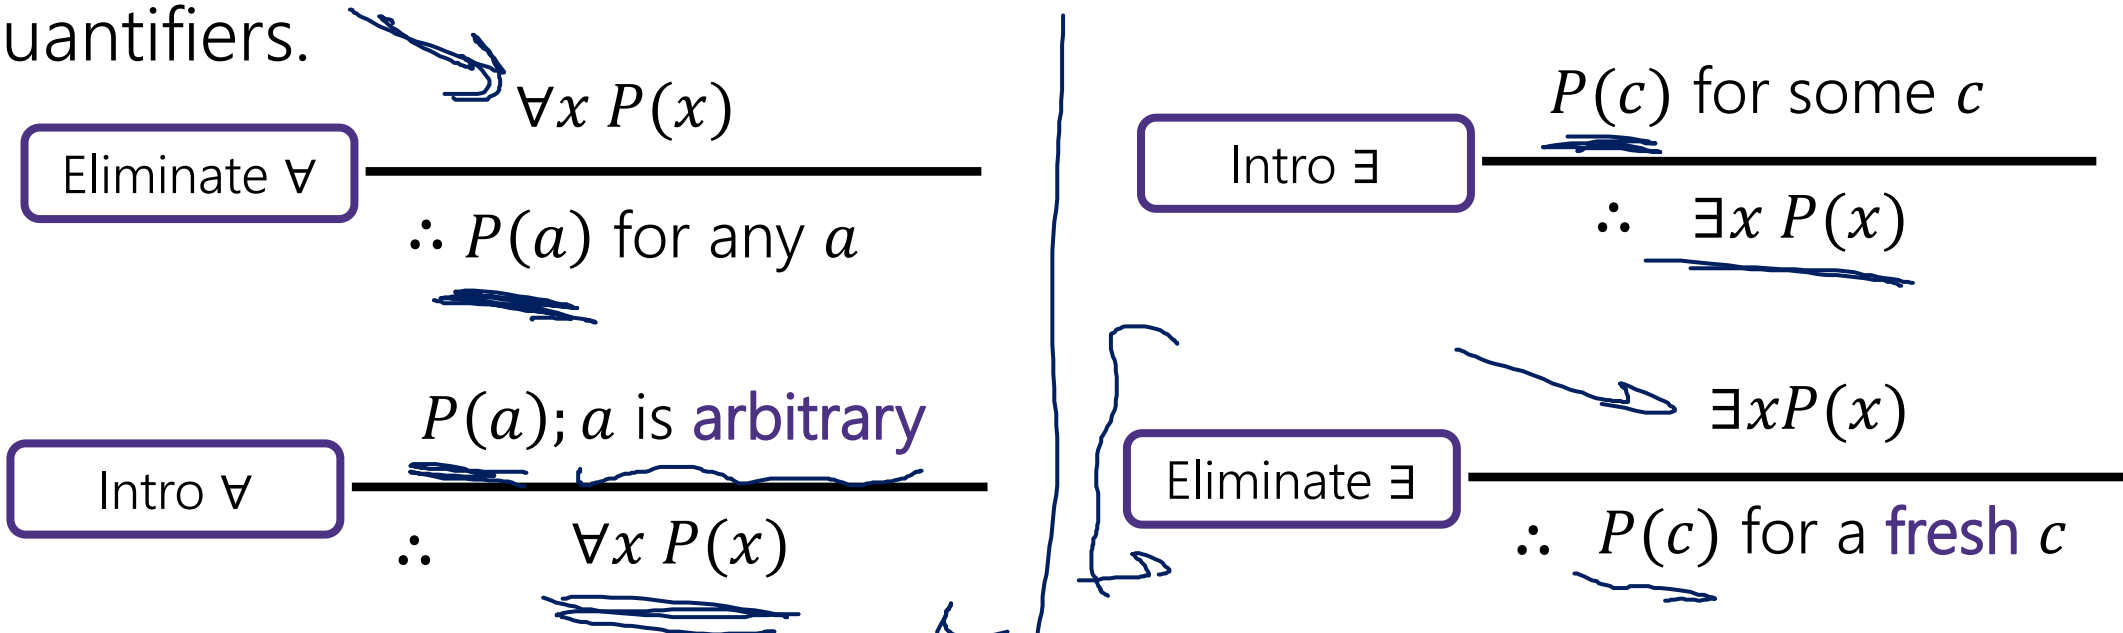 uantifiers.
∀x P(x)
Eliminate ∀
∴ P(a) for any a
P(a); a is arbitrary
Intro ∀
∴ ∀x P(x)
P(c) for some c
Intro ∃
∴ ∃x P(x)
∃xP(x)
Eliminate ∃
∴ P(c) for a fresh c